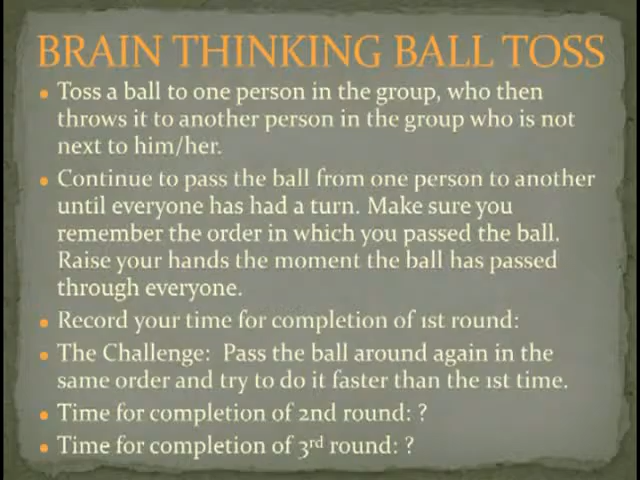 BRAIN THINKING BALL TOSS
Toss a ball to one person in the group, who then
throws it to another person in the group who is not
next to him/her.
Continue to pass the ball from one person to another
until everyone has had a turn. Make sure you
remember the order in which you passed the ball.
Raise your hands the moment the ball has passed
through everyone.
Record your time for completion of 1st round:
The Challenge: Pass the ball around again in the
same order and try to do it faster than the 1st time.
Time for completion of 2nd round: ?
Time for completion of 3rd round: ?